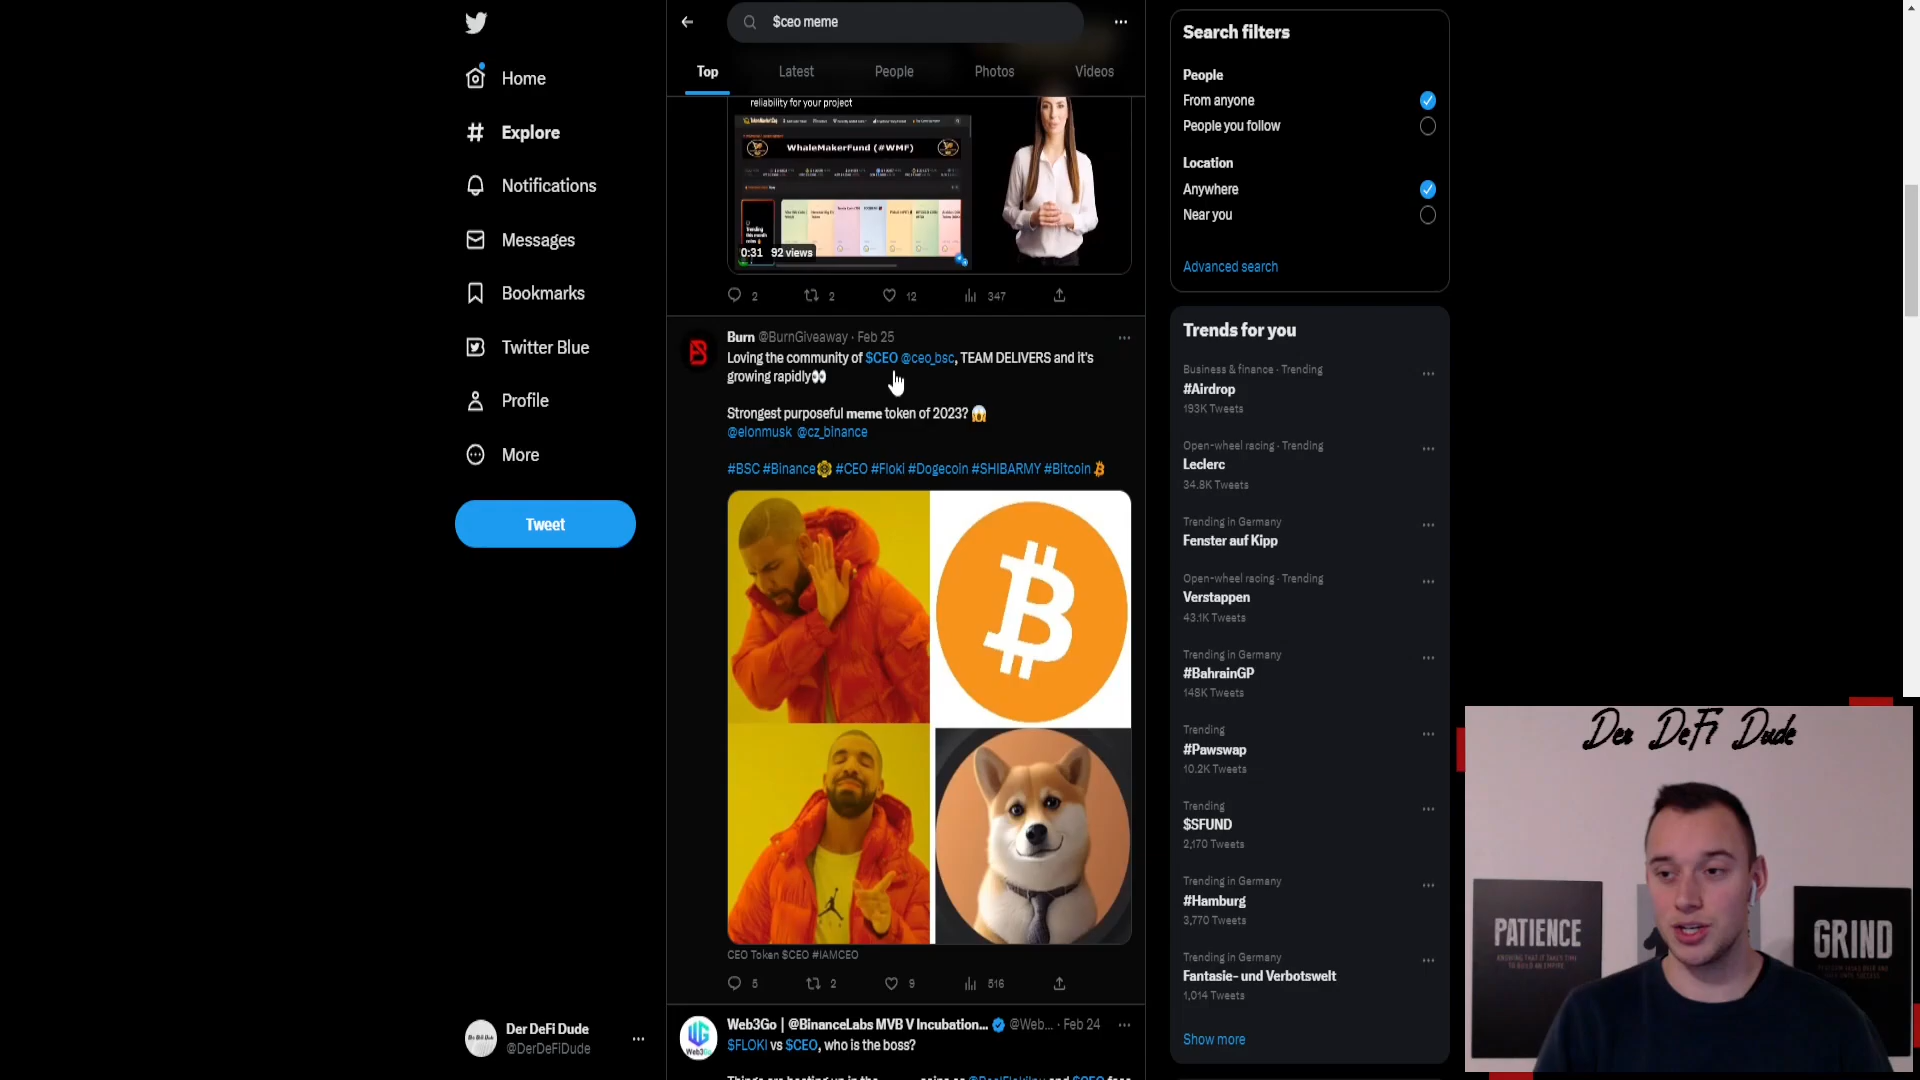 Home
Explore
Notifications
Messages
Bookmarks
Twitter Blue
Profile
More
Tweet
Der DeFi Dude
@DerDeFiDude
$ceo meme
Top
Latest
People
Photos
Videos
reliability for your project
WhaleMakerFund (#WMF)
0:31 92 views
2
2
12
347
Burn @BurnGiveaway · Feb 25
Loving the community of $CEO @ceo_bsc, TEAM DELIVERS and it's
growing rapidly👀
Strongest purposeful meme token of 2023? 😱
@elonmusk @cz_binance
#BSC #Binance #CEO #Floki #Dogecoin #SHIBARMY #Bitcoin
CEO Token $CEO #IAMCEO
5
2
9
516
Web3Go | @BinanceLabs MVB V Incubation... @Web... · Feb 24
$FLOKI vs $CEO, who is the boss?
Web3Go
Search filters
People
From anyone
People you follow
Location
Anywhere
Near you
Advanced search
Trends for you
Business & finance · Trending
#Airdrop
193K Tweets
Open-wheel racing · Trending
Leclerc
34.8K Tweets
Trending in Germany
Fenster auf Kipp
Open-wheel racing · Trending
Verstappen
43.1K Tweets
Trending in Germany
#BahrainGP
148K Tweets
Trending
#Pawswap
10.2K Tweets
Trending
$SFUND
2,170 Tweets
Trending in Germany
#Hamburg
3,770 Tweets
Trending in Germany
Fantasie- und Verbotswelt
1,014 Tweets
Show more
Der DeFi Dude
PATIENCE
GRIND